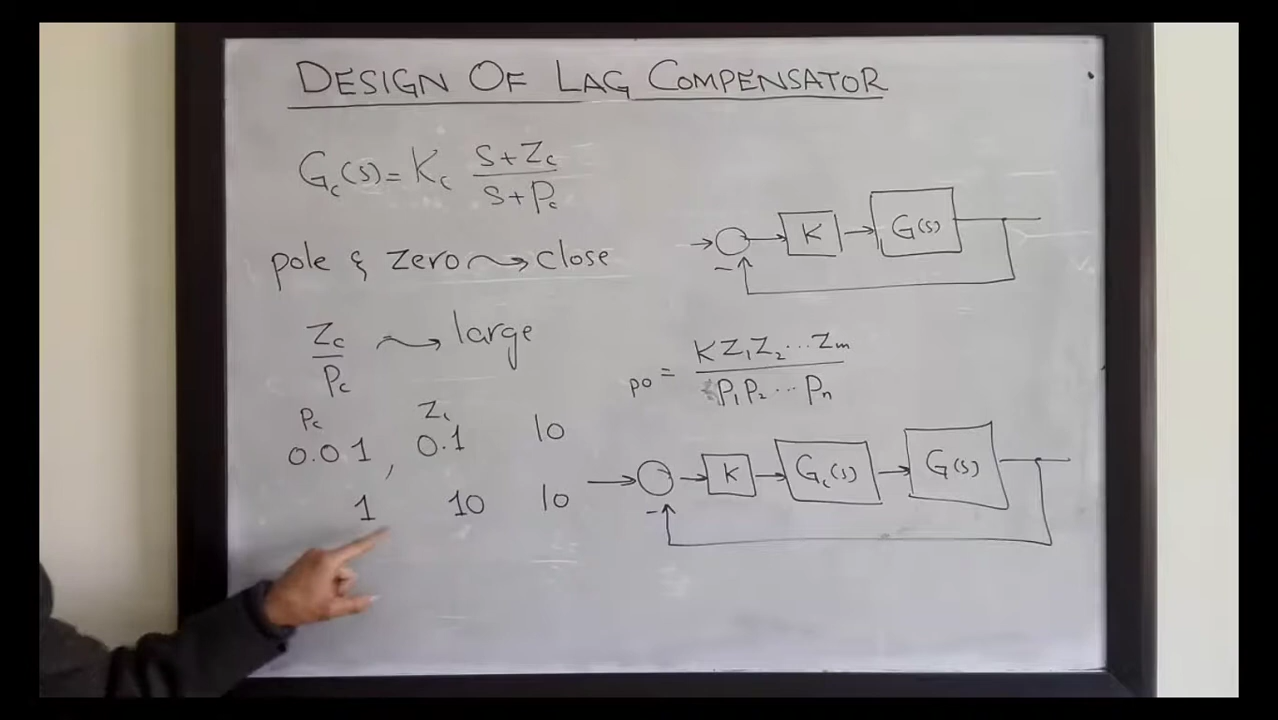 DESIGN OF LAG COMPENSATOR
Gc(s) = Kc (s+Zc)/(s+Pc)
pole & zero ⤳ close
Zc/Pc ⤳ large
Pc Zc
0.01, 0.1 10
1 10 10
K G(s)
-
po = KZ1Z2...Zm / P1P2...Pn
K Gc(s) G(s)
-